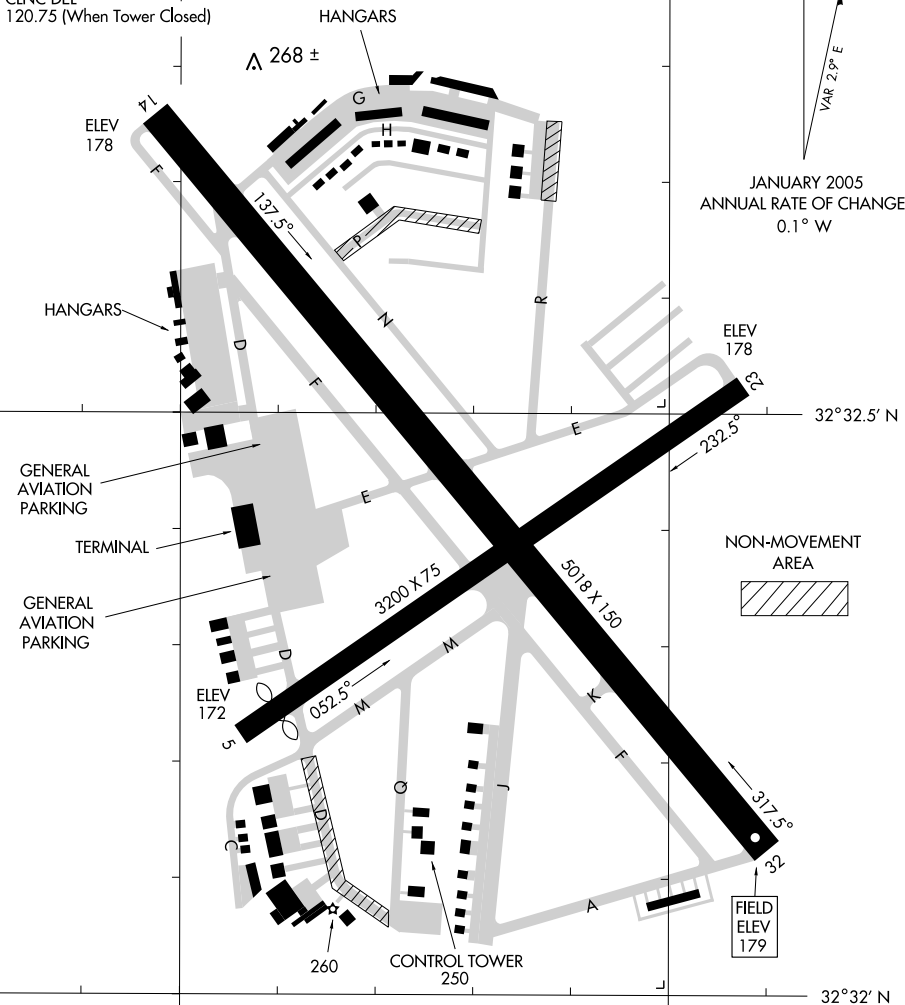 120.75 (When Tower Closed)
HANGARS
268 ±
VAR 2.9° E
JANUARY 2005
ANNUAL RATE OF CHANGE
0.1° W
14
ELEV
178
G
H
F
137.5°
P
N
R
HANGARS
D
F
ELEV
178
23
32°32.5' N
E
232.5°
GENERAL
AVIATION
PARKING
E
TERMINAL
NON-MOVEMENT
AREA
5018 X 150
3200 X 75
GENERAL
AVIATION
PARKING
D
M
ELEV
172
052.5°
M
K
5
F
Q
J
317.5°
D
C
32
A
FIELD
ELEV
179
260
CONTROL TOWER
250
32°32' N